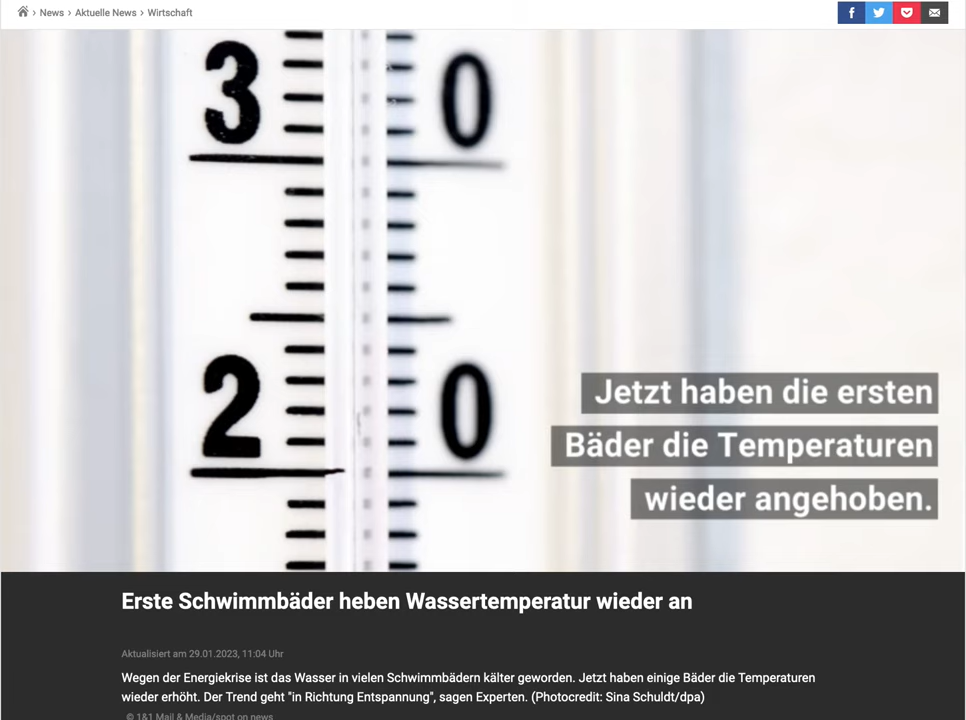 News › Aktuelle News › Wirtschaft
3 0
2 0
Jetzt haben die ersten
Bäder die Temperaturen
wieder angehoben.
Erste Schwimmbäder heben Wassertemperatur wieder an
Aktualisiert am 29.01.2023, 11:04 Uhr
Wegen der Energiekrise ist das Wasser in vielen Schwimmbädern kälter geworden. Jetzt haben einige Bäder die Temperaturen
wieder erhöht. Der Trend geht "in Richtung Entspannung", sagen Experten. (Photocredit: Sina Schuldt/dpa)
© 1&1 Mail & Media/spot on news